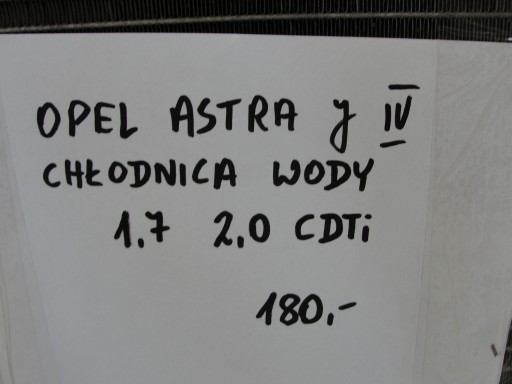 OPEL ASTRA J IV
CHŁODNICA WODY
1.7 2.0 CDTi
180.-